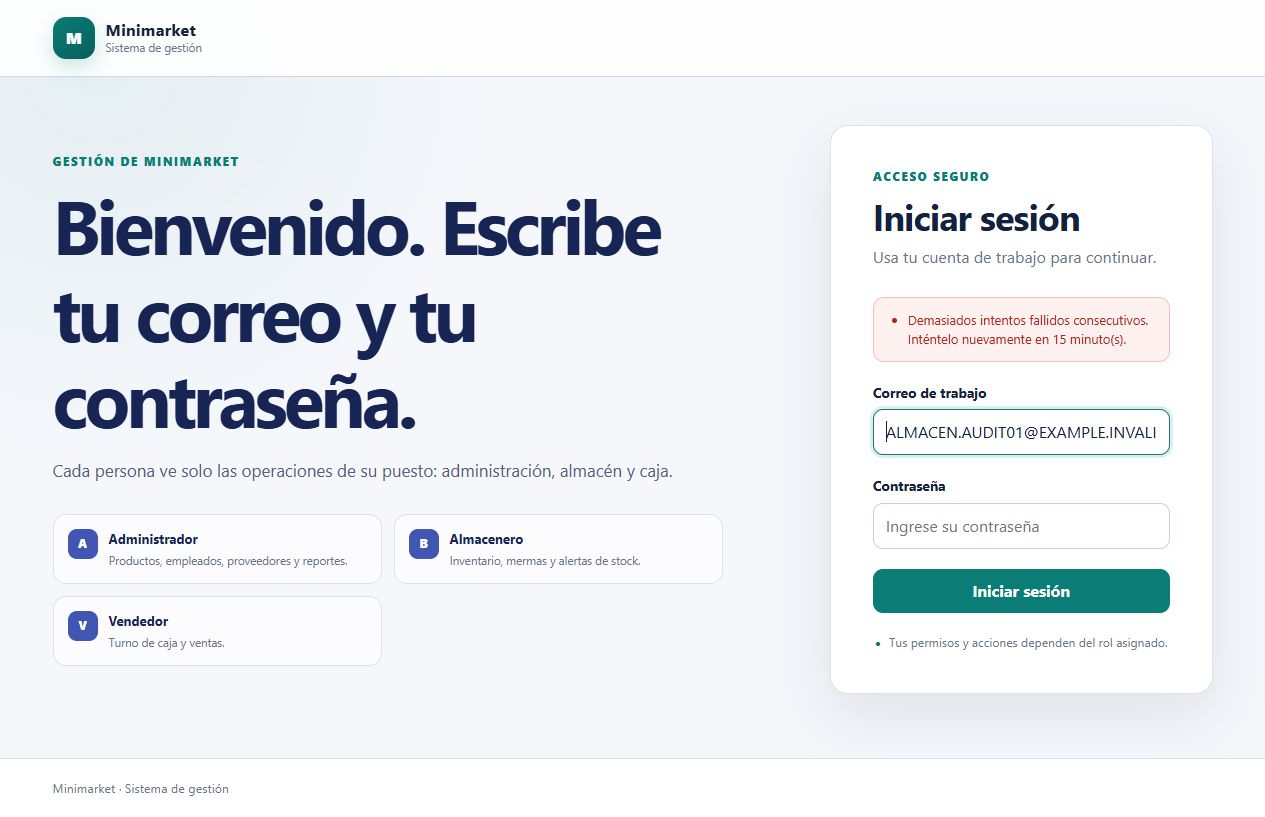 M
Minimarket
Sistema de gestión
GESTIÓN DE MINIMARKET
Bienvenido. Escribe
tu correo y tu
contraseña.
Cada persona ve solo las operaciones de su puesto: administración, almacén y caja.
A
Administrador
Productos, empleados, proveedores y reportes.
B
Almacenero
Inventario, mermas y alertas de stock.
V
Vendedor
Turno de caja y ventas.
ACCESO SEGURO
Iniciar sesión
Usa tu cuenta de trabajo para continuar.
• Demasiados intentos fallidos consecutivos.
Inténtelo nuevamente en 15 minuto(s).
Correo de trabajo
ALMACEN.AUDIT01@EXAMPLE.INVALI
Contraseña
Ingrese su contraseña
Iniciar sesión
• Tus permisos y acciones dependen del rol asignado.
Minimarket · Sistema de gestión